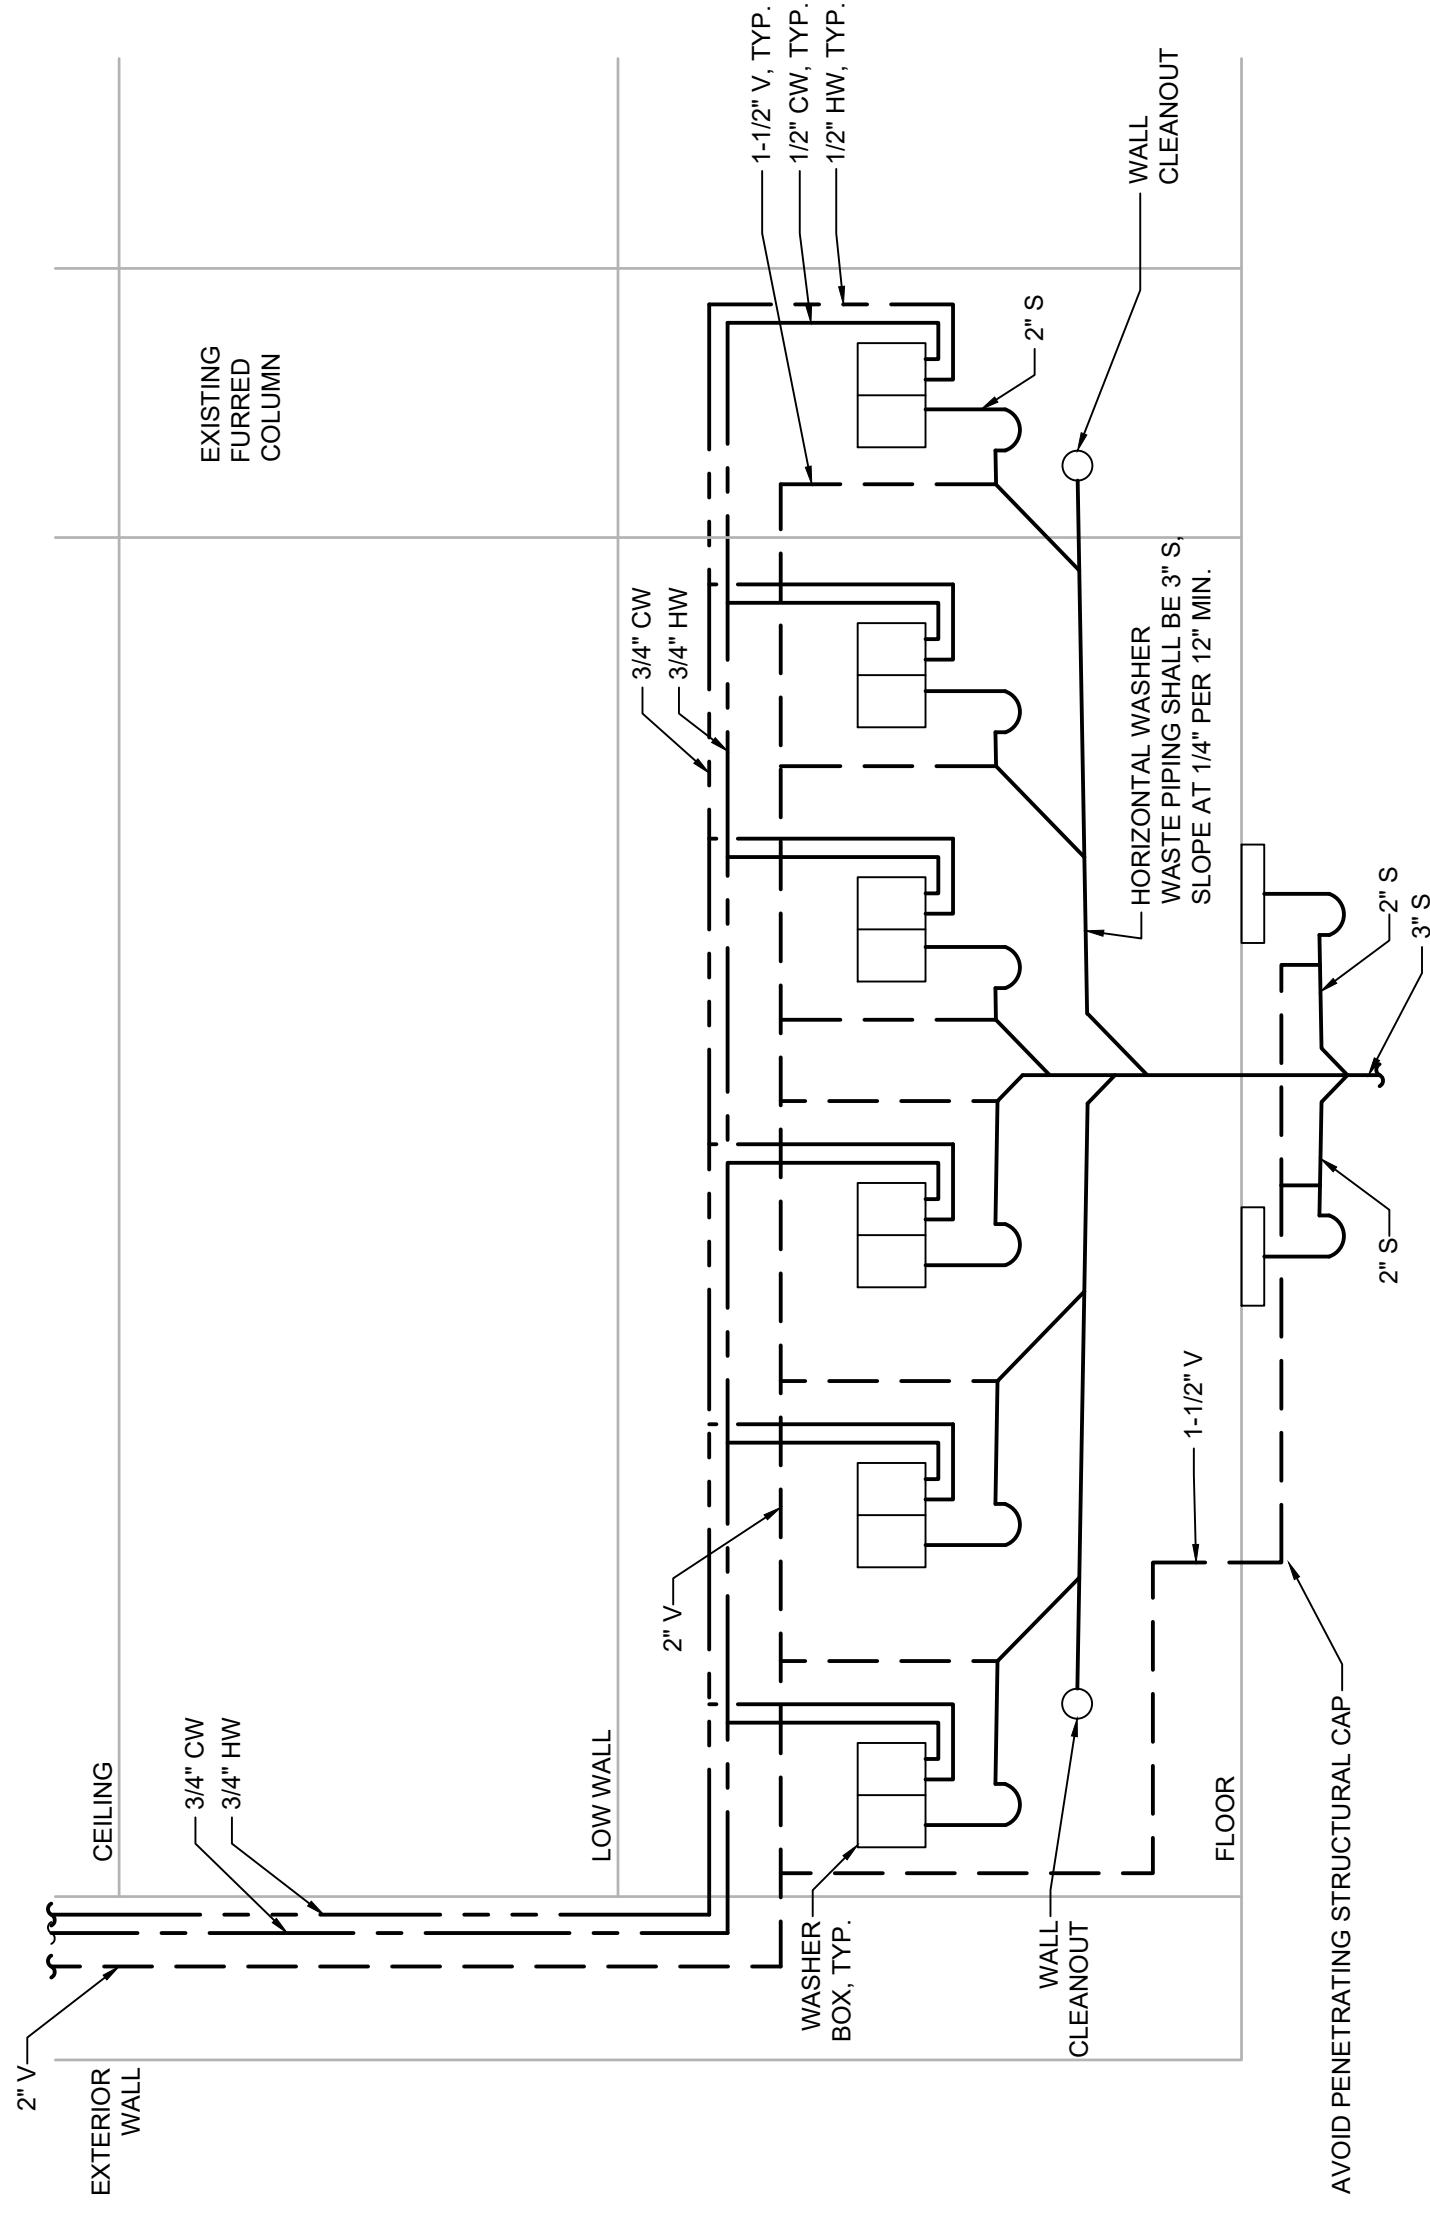 2" V
EXTERIOR
WALL
CEILING
3/4" CW
3/4" HW
LOW WALL
EXISTING
FURRED
COLUMN
3/4" CW
3/4" HW
2" V
1-1/2" V, TYP.
1/2" CW, TYP.
1/2" HW, TYP.
WASHER
BOX, TYP.
2" S
WALL
CLEANOUT
WALL
CLEANOUT
HORIZONTAL WASHER
WASTE PIPING SHALL BE 3" S,
SLOPE AT 1/4" PER 12" MIN.
1-1/2" V
FLOOR
AVOID PENETRATING STRUCTURAL CAP
2" S
2" S
3" S